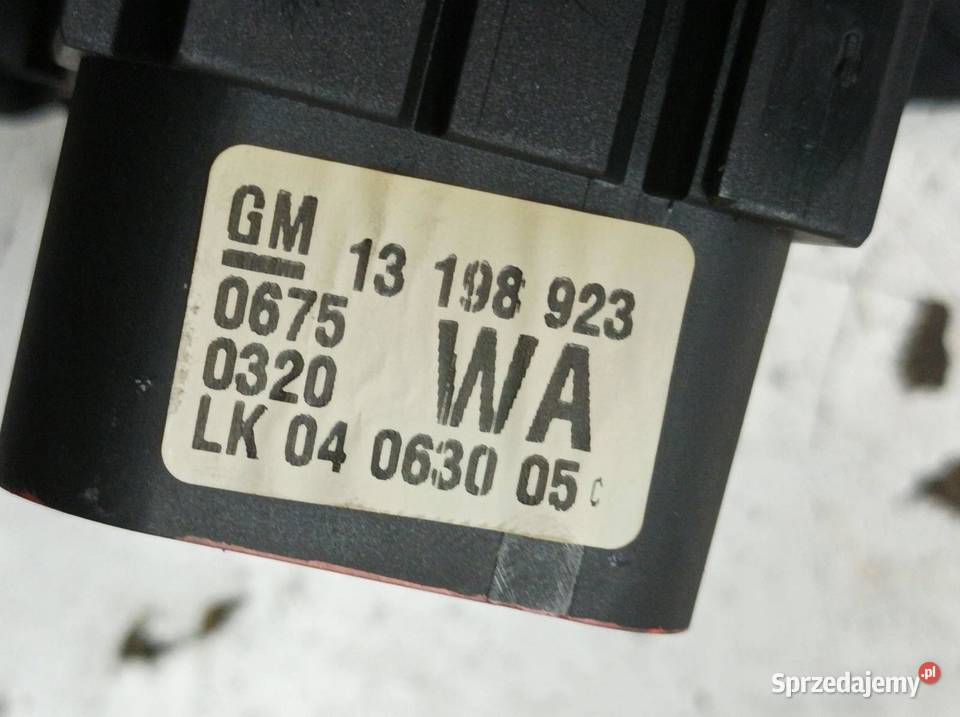 GM 13 198 923
0675 WA
0320
LK 04 0630 05 C
Sprzedajemy.pl